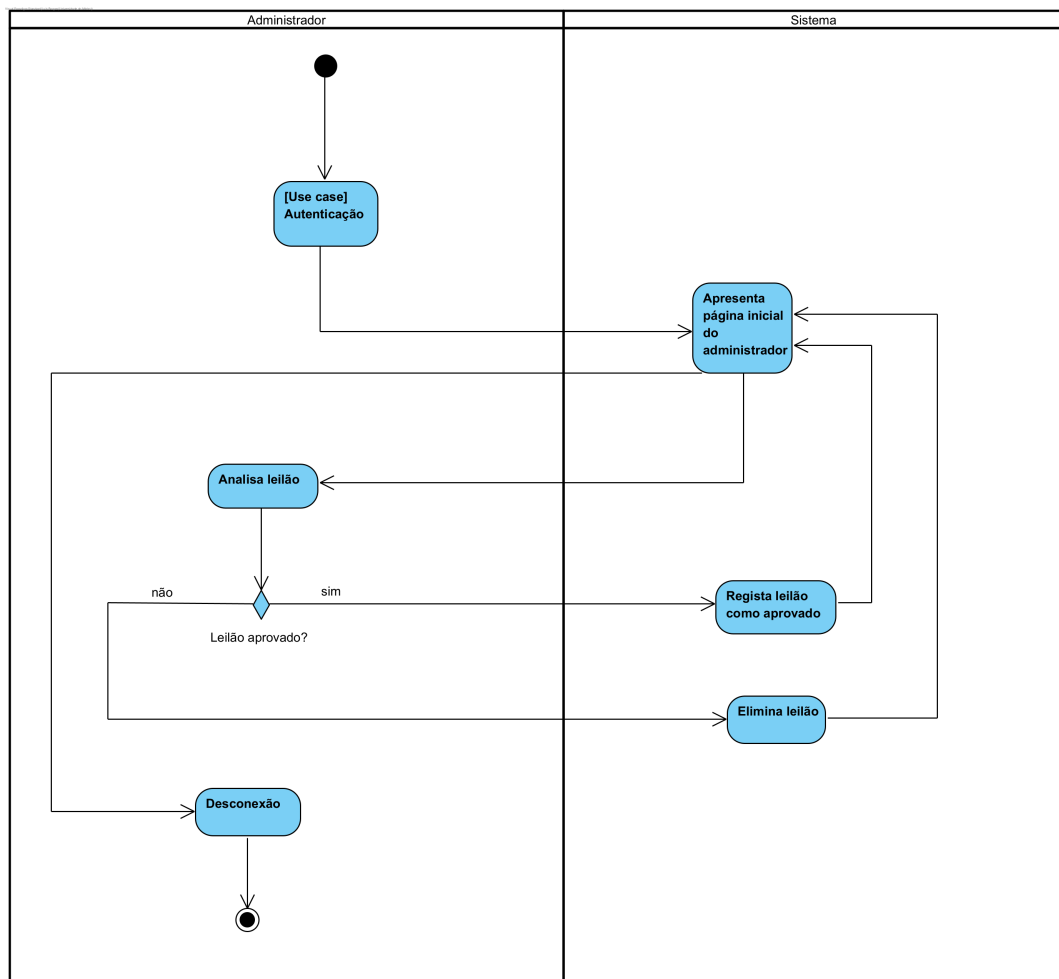 Administrador
Sistema
[Use case]
Autenticação
Apresenta
página inicial
do
administrador
Analisa leilão
não
sim
Leilão aprovado?
Regista leilão
como aprovado
Elimina leilão
Desconexão